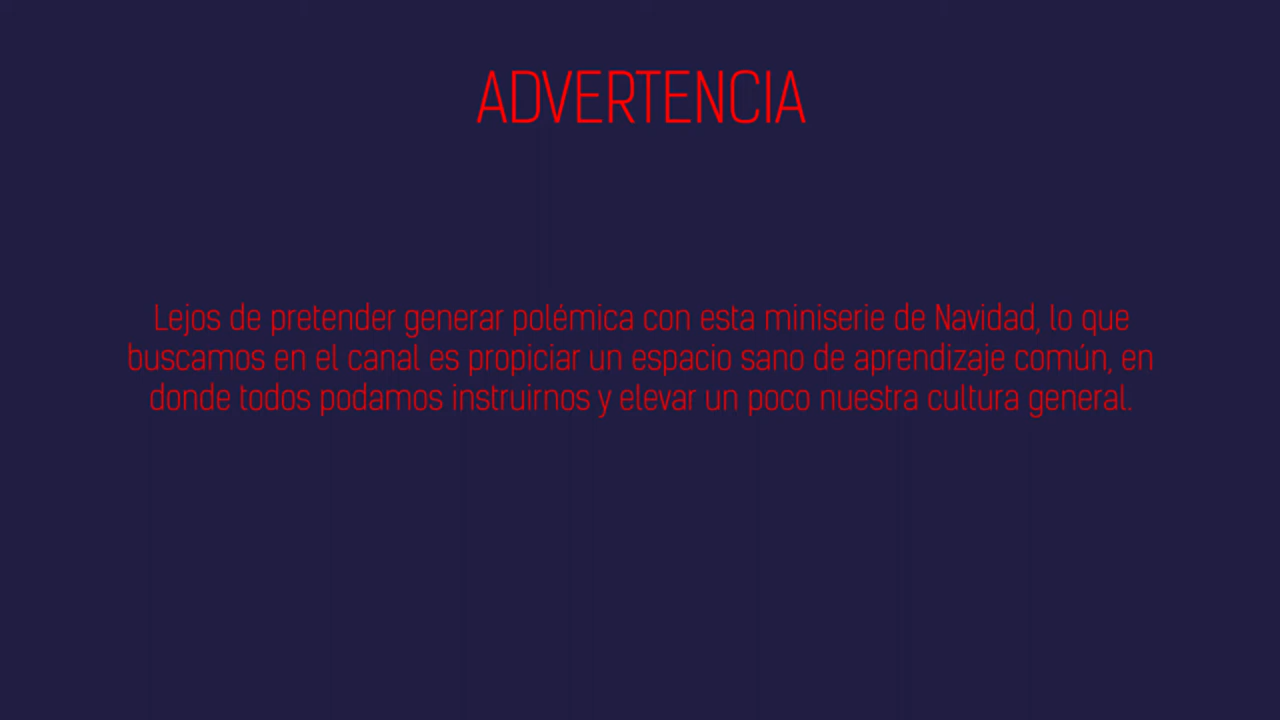 ADVERTENCIA
Lejos de pretender generar polémica con esta miniserie de Navidad, lo que
buscamos en el canal es propiciar un espacio sano de aprendizaje común, en
donde todos podamos instruirnos y elevar un poco nuestra cultura general.